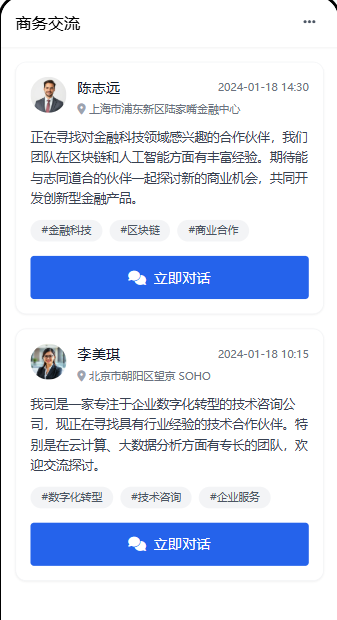 商务交流
陈志远 2024-01-18 14:30
上海市浦东新区陆家嘴金融中心
正在寻找对金融科技领域感兴趣的合作伙伴，我们
团队在区块链和人工智能方面有丰富经验。期待能
与志同道合的伙伴一起探讨新的商业机会，共同开
发创新型金融产品。
#金融科技 #区块链 #商业合作
立即对话
李美琪 2024-01-18 10:15
北京市朝阳区望京 SOHO
我司是一家专注于企业数字化转型的技术咨询公
司，现正在寻找具有行业经验的技术合作伙伴。特
别是在云计算、大数据分析方面有专长的团队，欢
迎交流探讨。
#数字化转型 #技术咨询 #企业服务
立即对话